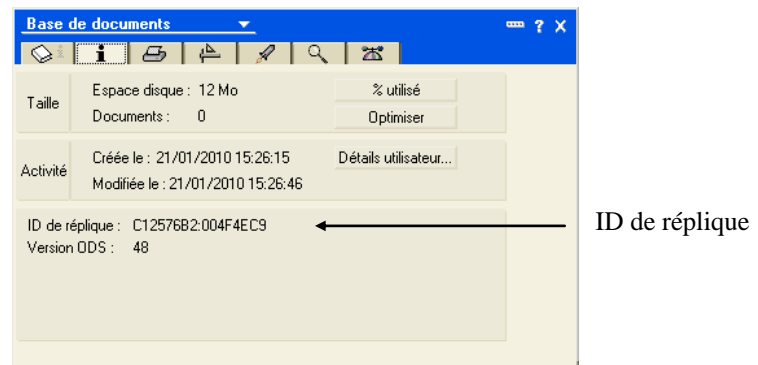 Base de documents
? X
i
Taille
Espace disque : 12 Mo
% utilisé
Documents : 0
Optimiser
Activité
Créée le : 21/01/2010 15:26:15
Détails utilisateur...
Modifiée le : 21/01/2010 15:26:46
ID de réplique : C12576B2:004F4EC9
ID de réplique
Version ODS : 48